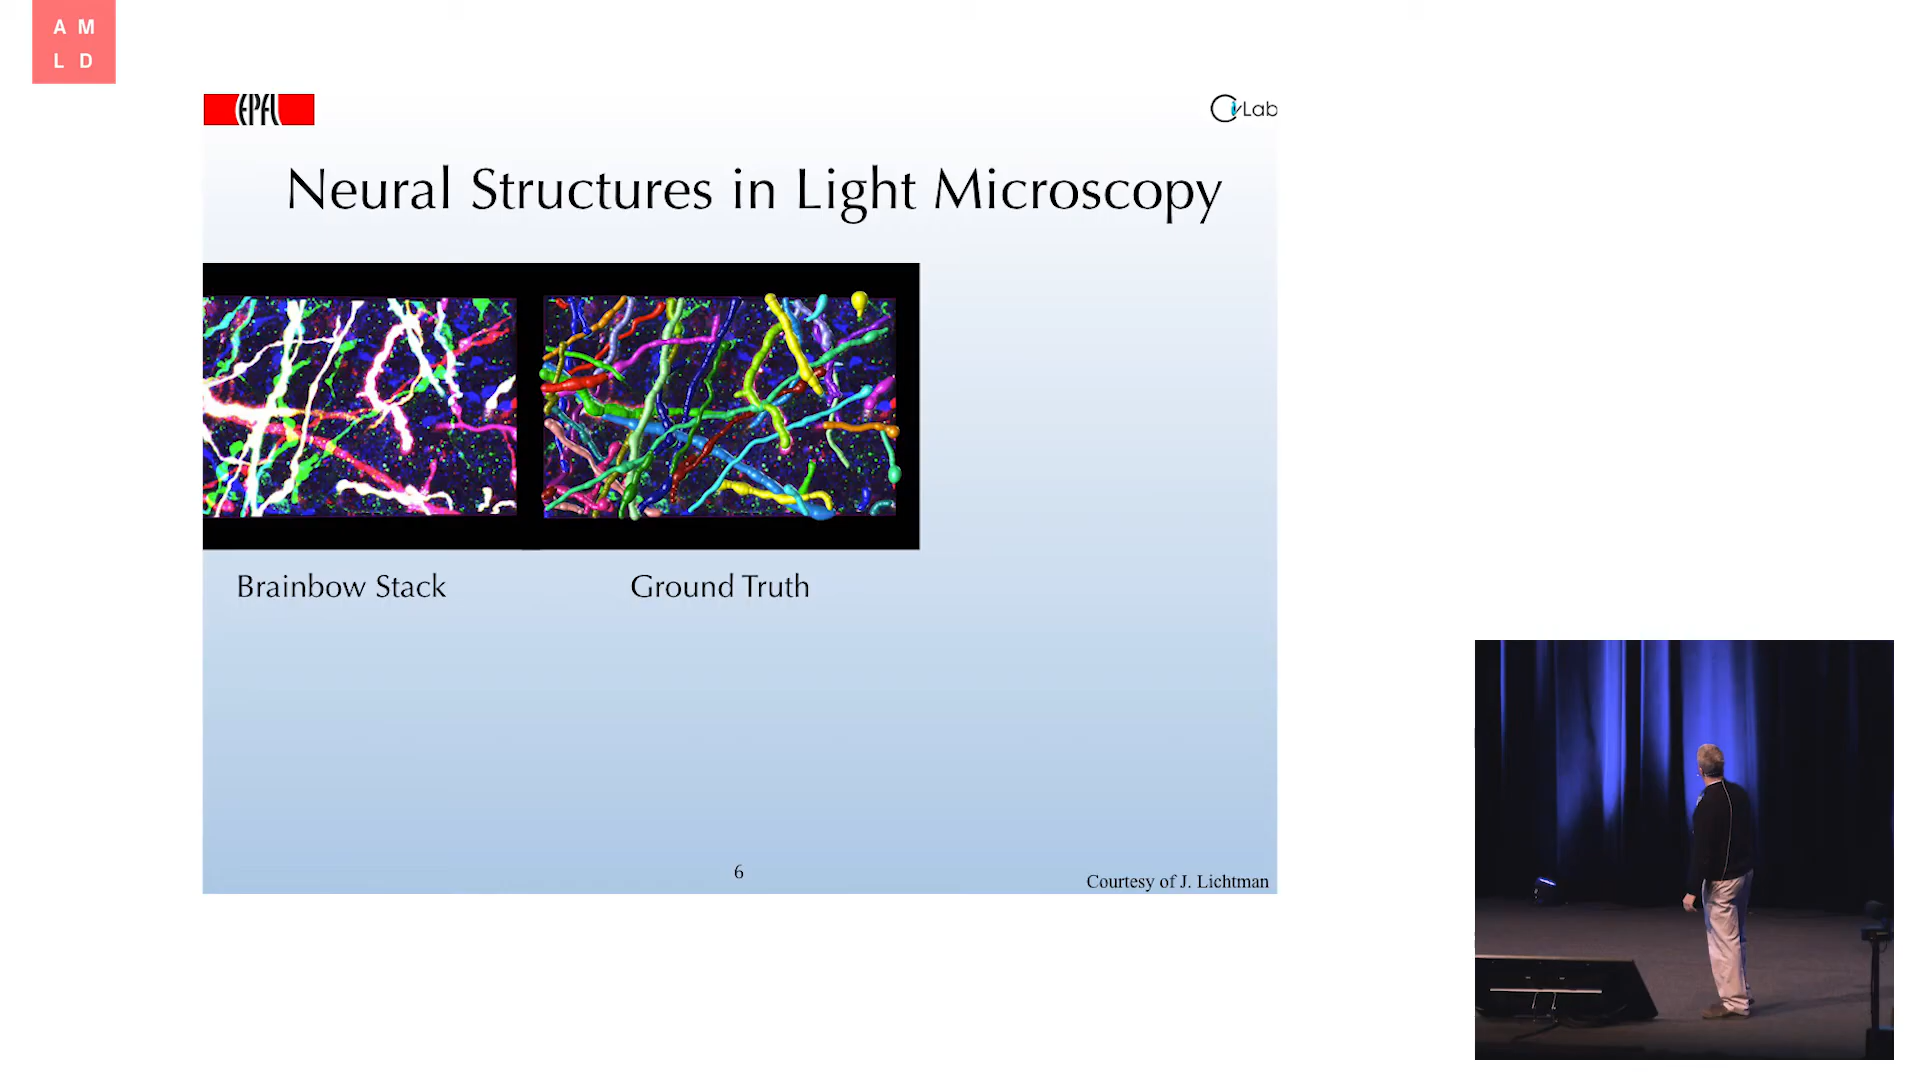 A M
L D
EPFL
CVLab
Neural Structures in Light Microscopy
Brainbow Stack
Ground Truth
6
Courtesy of J. Lichtman